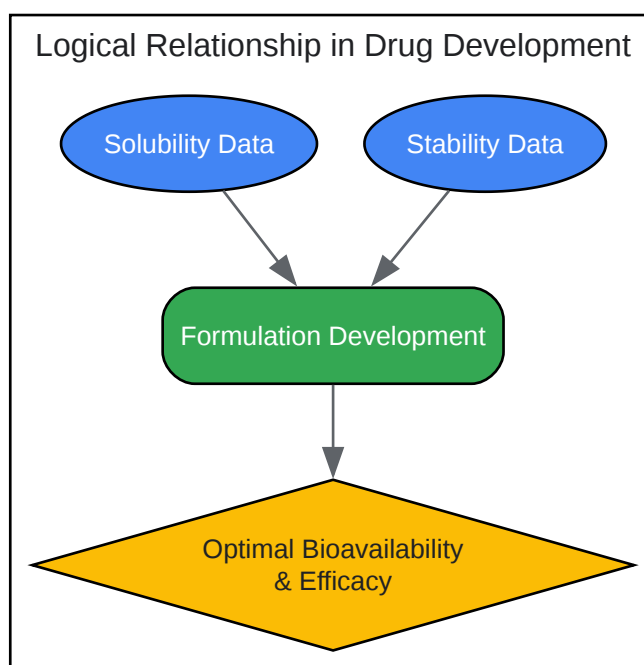 Logical Relationship in Drug Development
Solubility Data
Stability Data
Formulation Development
Optimal Bioavailability
& Efficacy